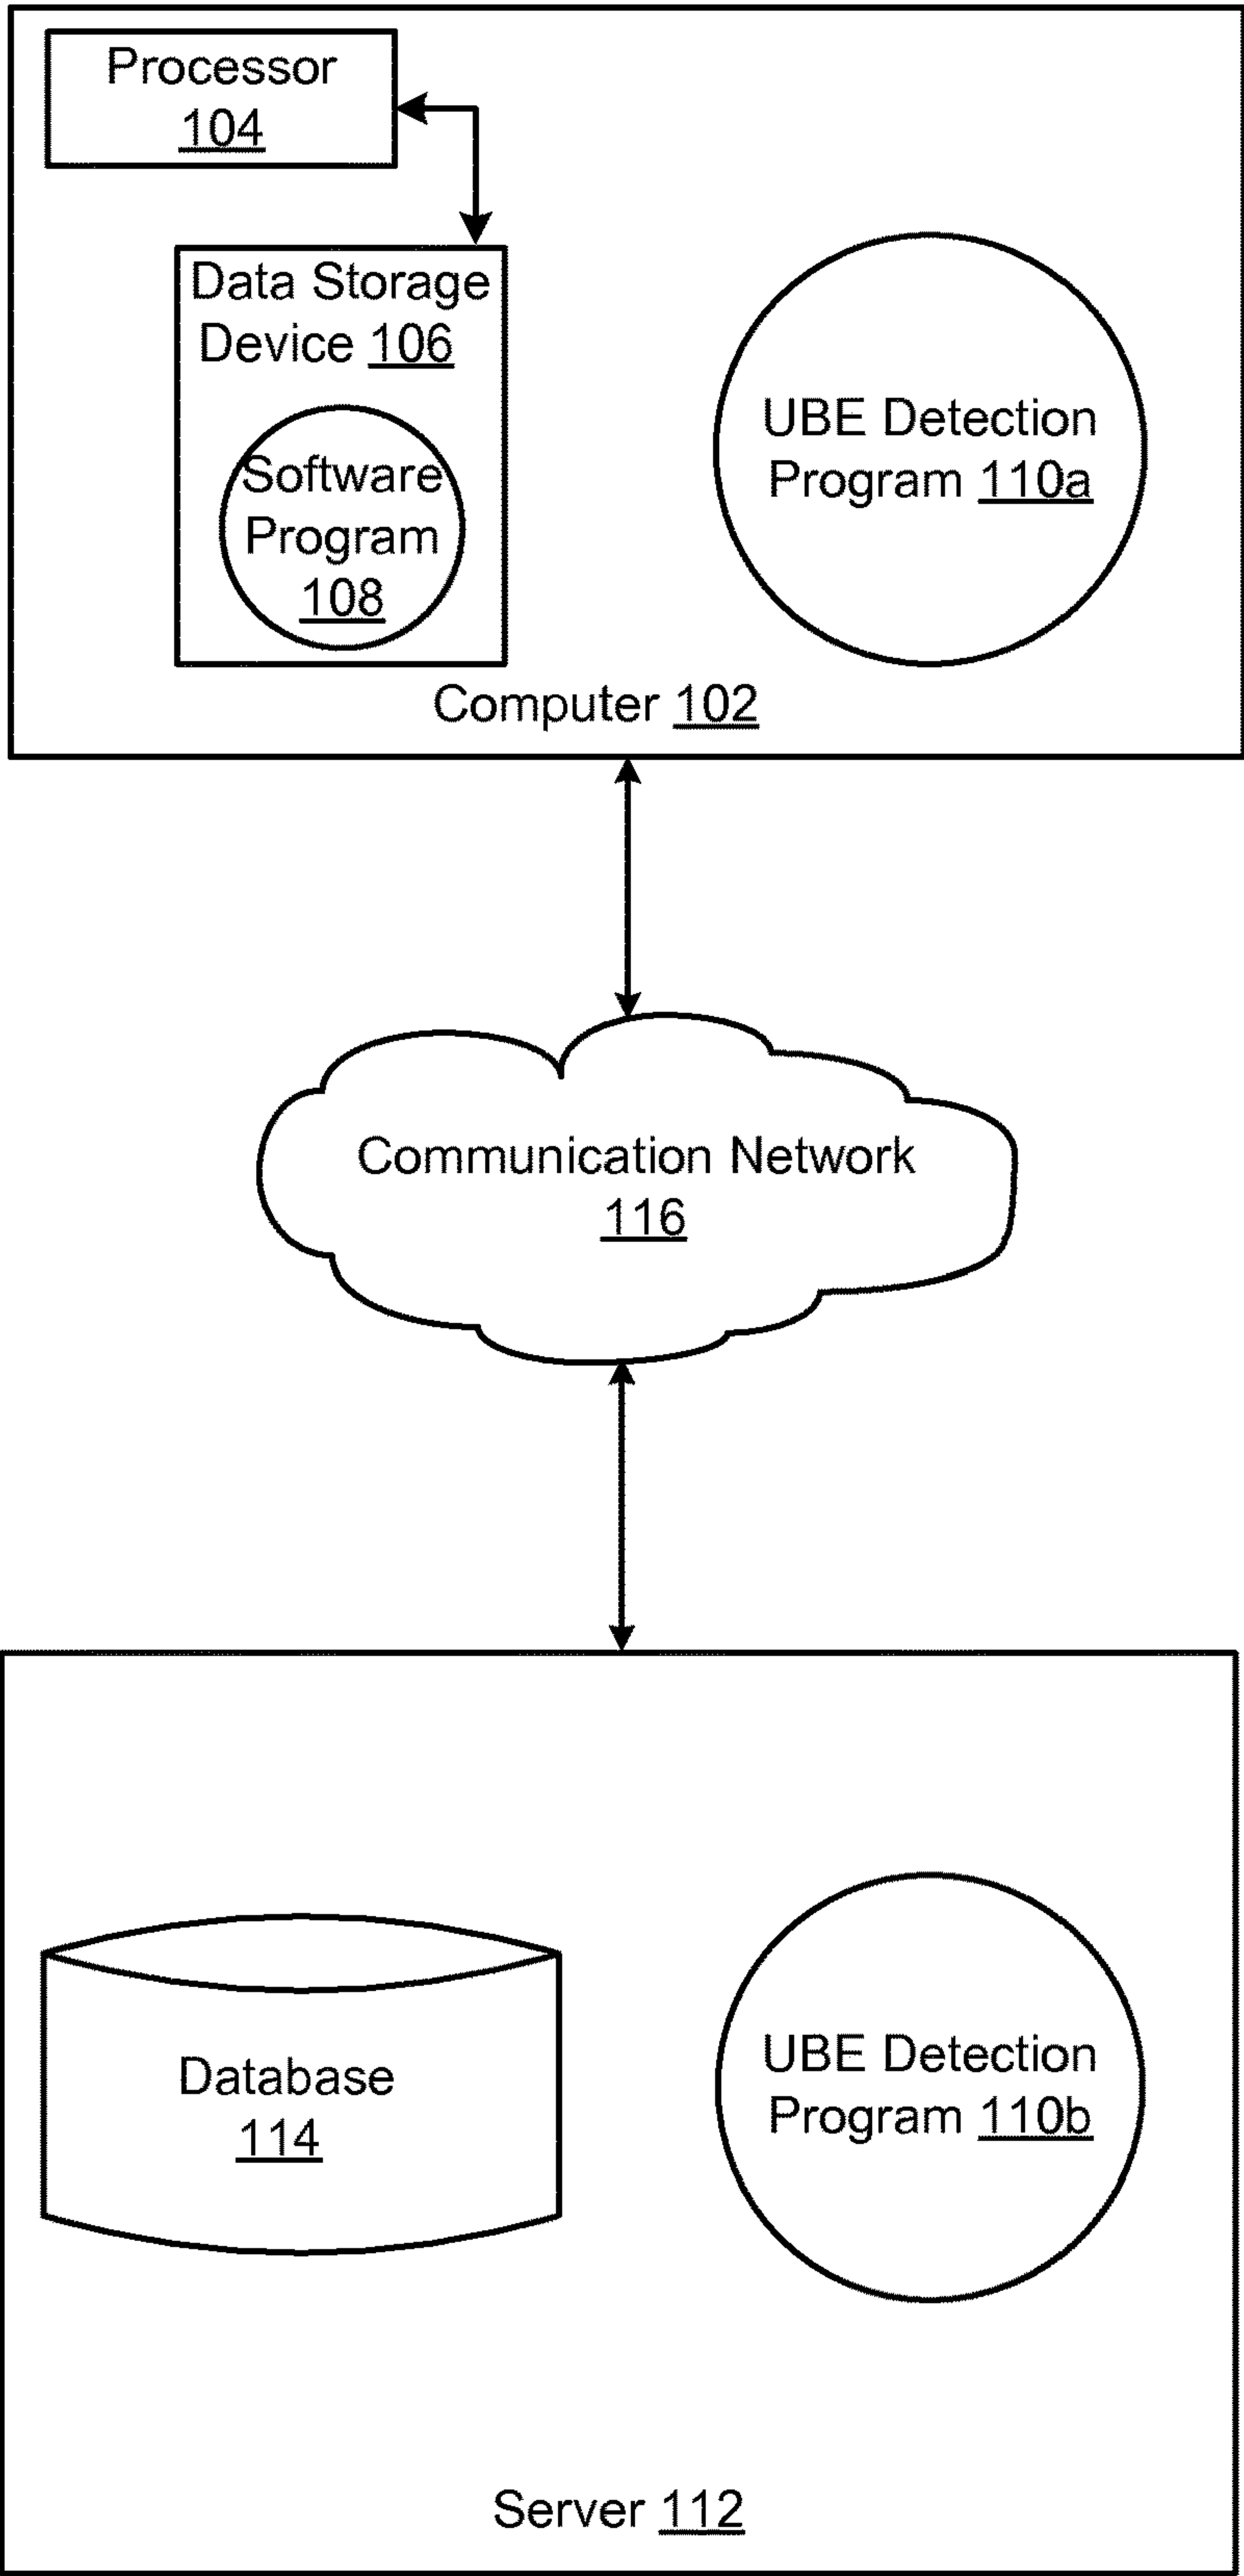 Processor
104
Data Storage
Device 106
Software
Program
108
UBE Detection
Program 110a
Computer 102
Communication Network
116
Database
114
UBE Detection
Program 110b
Server 112